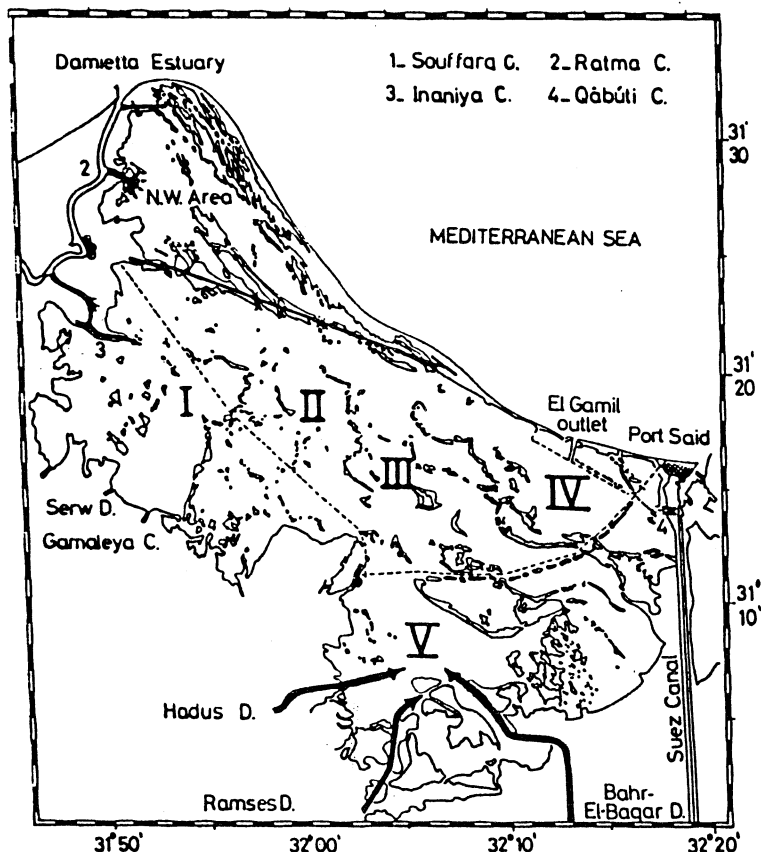 Damietta Estuary
1_ Souffara C. 2_ Ratma C.
3_ Inaniya C. 4_ Qâbúti C.
1
31'
30
2
N.W. Area
MEDITERRANEAN SEA
3
31'
20
I
II
El Gamil
outlet
Port Said
III
IV
Serw D.
4
Gamaleya C.
31°
10'
V
Hadus D.
Suez Canal
Ramses D.
Bahr-
El-Baqar D.
31°50'
32°00'
32°10'
32°20'